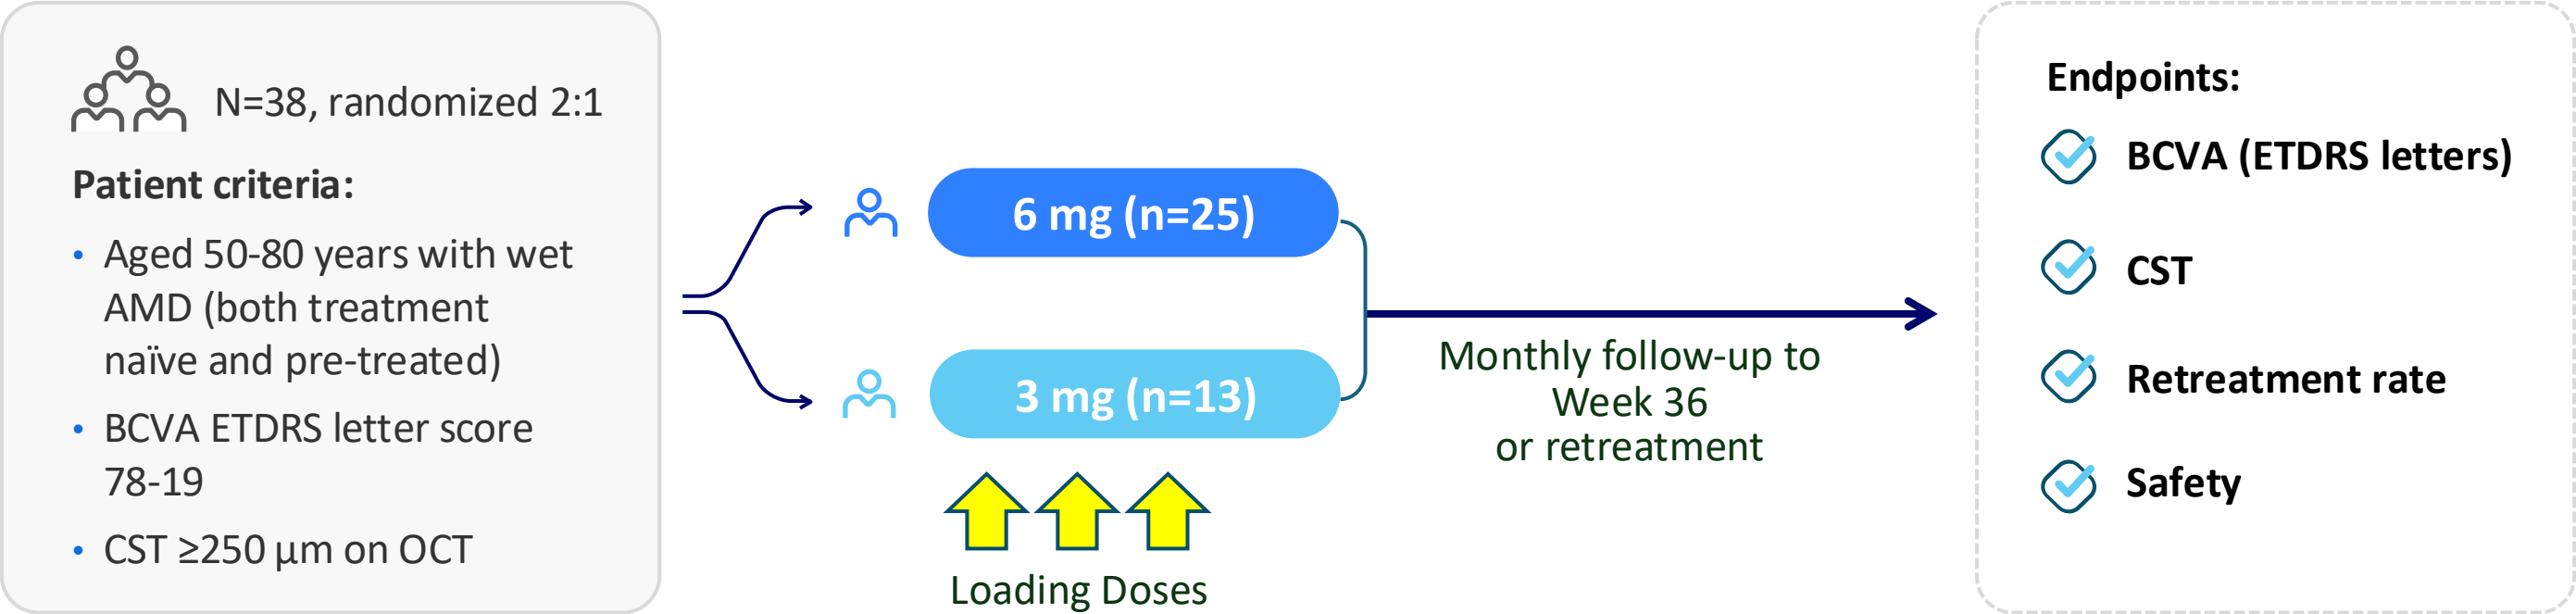 N=38, randomized 2:1
Patient criteria:
• Aged 50-80 years with wet
AMD (both treatment
naïve and pre-treated)
• BCVA ETDRS letter score
78-19
• CST ≥250 µm on OCT
6 mg (n=25)
3 mg (n=13)
Loading Doses
Monthly follow-up to
Week 36
or retreatment
Endpoints:
BCVA (ETDRS letters)
CST
Retreatment rate
Safety